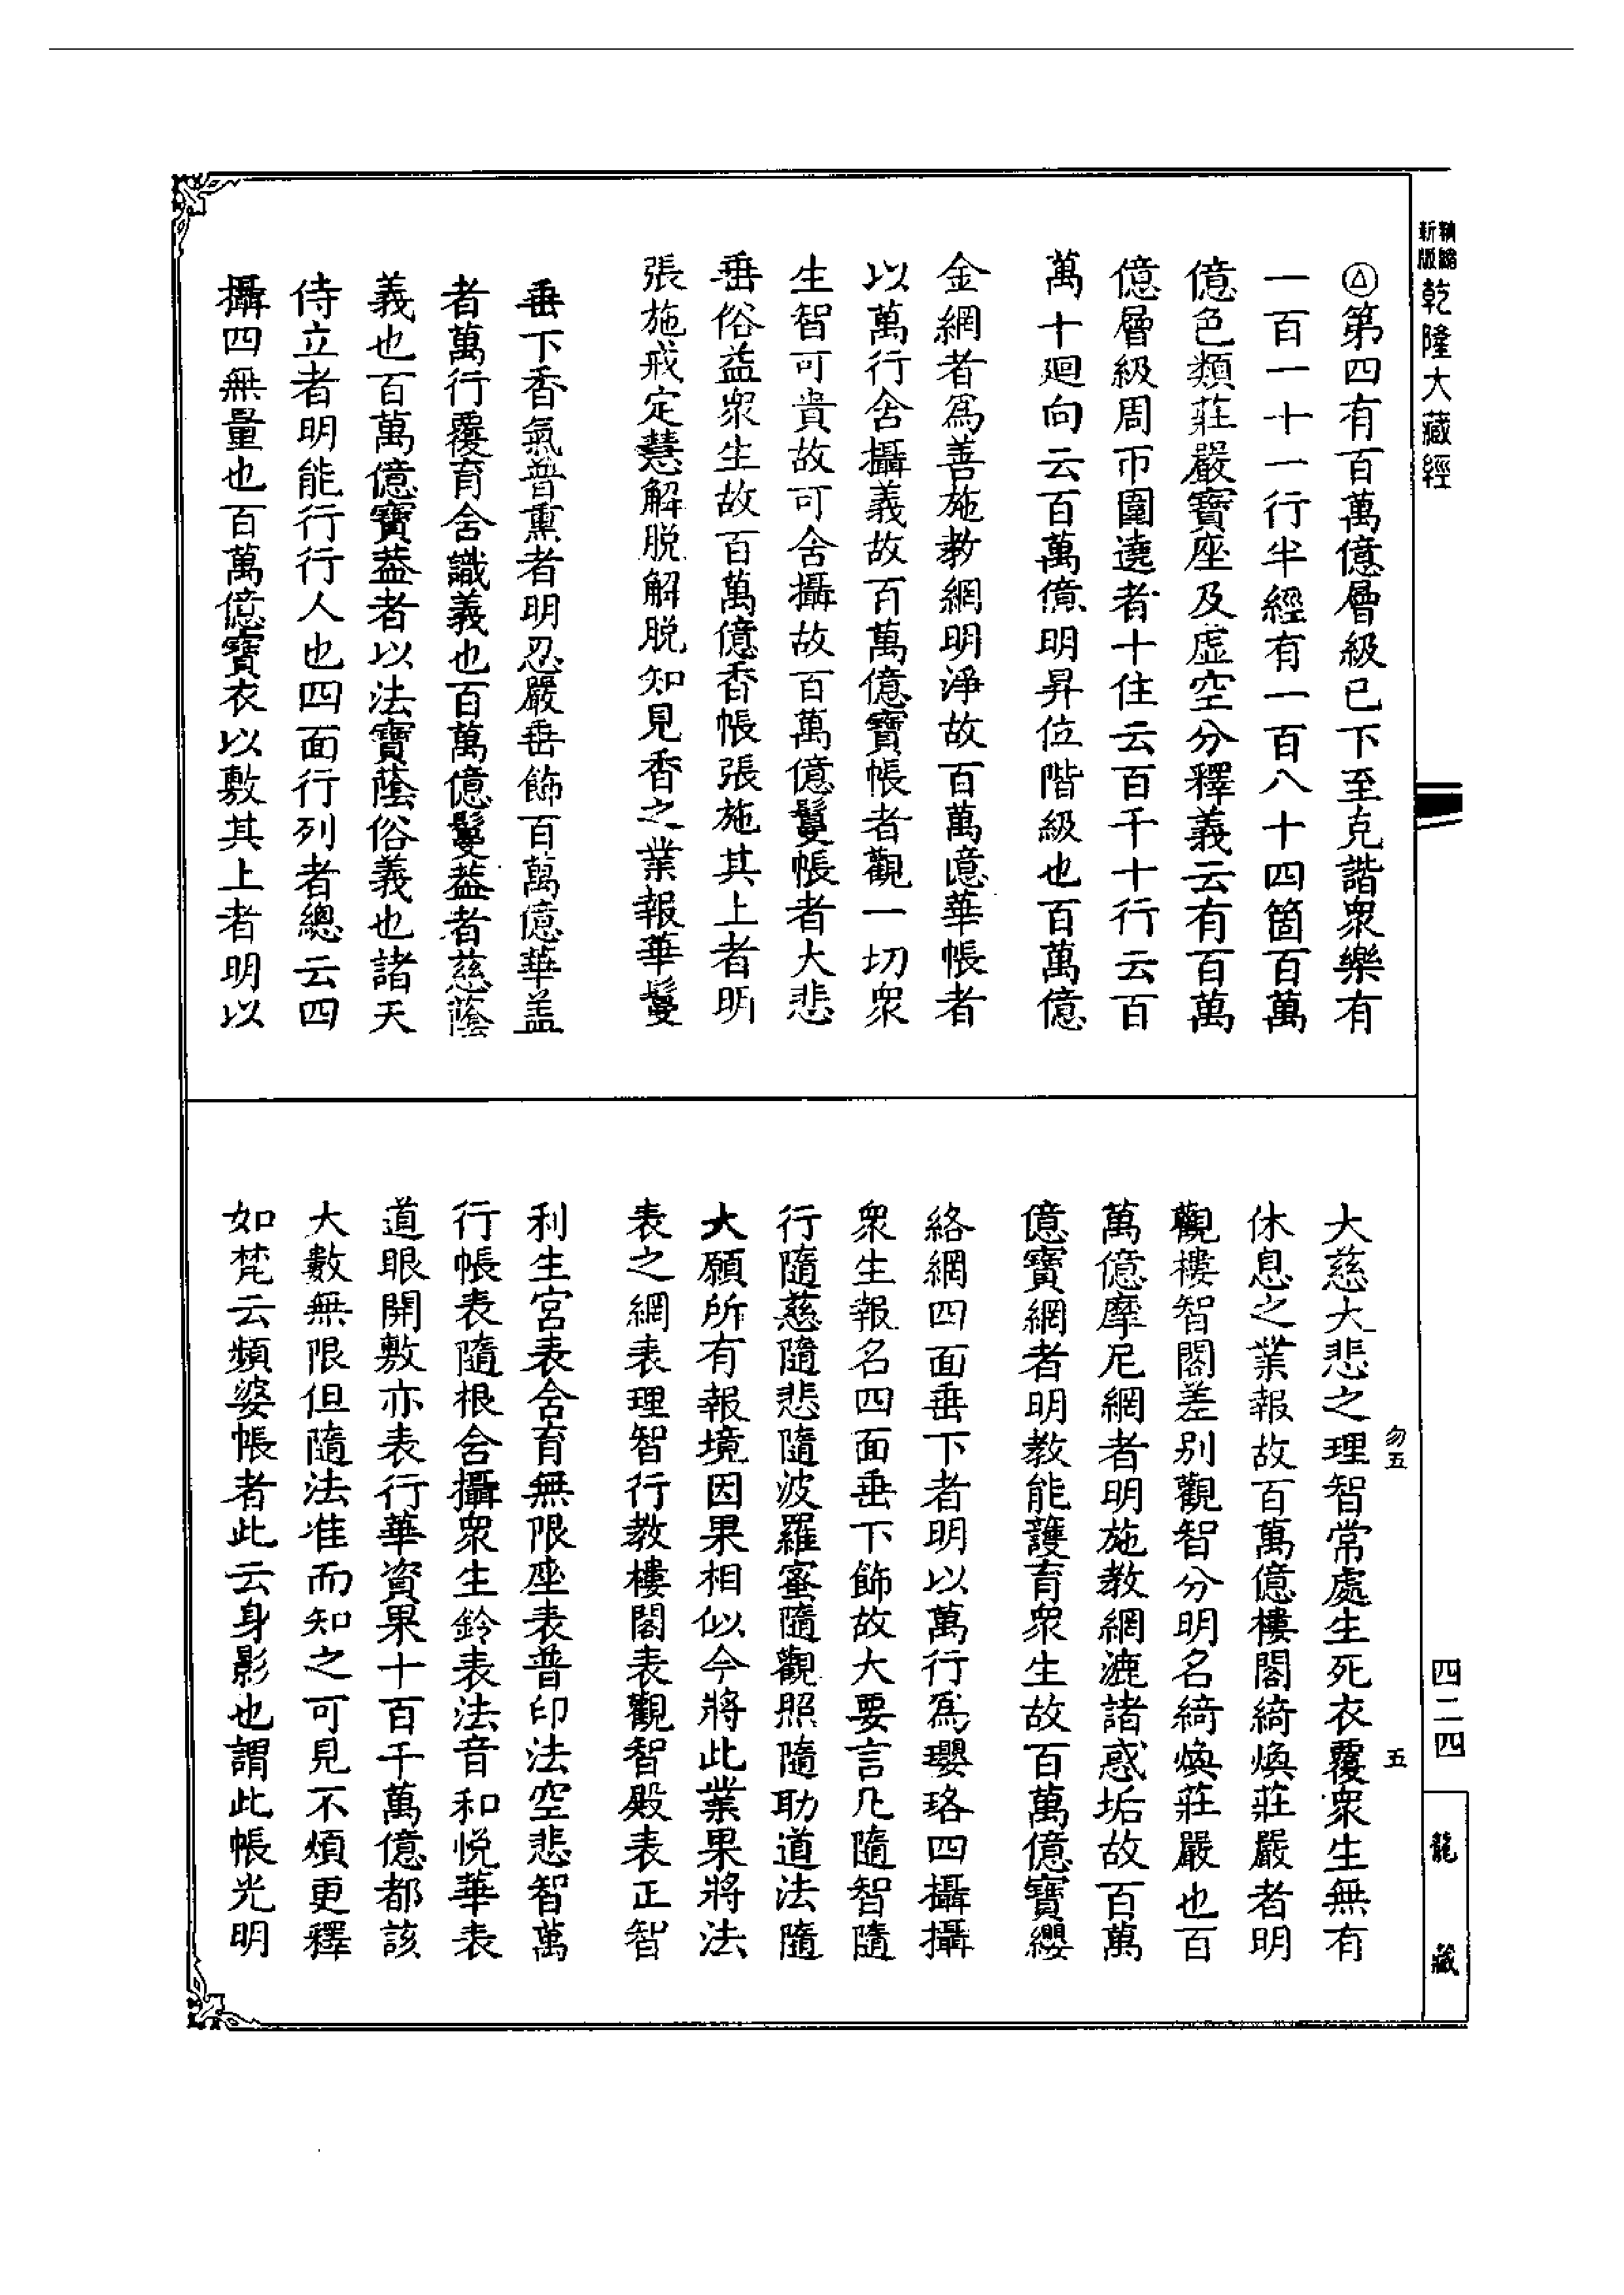 新版精縮乾隆大藏經
㊛第四有百萬億層級已下至克諧衆樂有
一百一十一行半經有一百八十四箇百萬
億色類莊嚴寶座及虛空分釋義云有百萬
億層級周帀圍遶者十住云百千十行云百
萬十廻向云百萬億明昇位階級也百萬億
金網者爲善施教網明淨故百萬億華帳者
以萬行含攝義故百萬億寶帳者觀一切衆
生智可貴故可含攝故百萬億鬘帳者大悲
垂俗益衆生故百萬億香帳張施其上者明
張施戒定慧解脱解脱知見香之業報華鬘
垂下香氣普熏者明忍嚴垂飾百萬億華盖
者萬行覆育含識義也百萬億鬘葢者慈蔭
義也百萬億寶葢者以法寶蔭俗義也諸天
侍立者明能行行人也四面行列者總云四
攝四無量也百萬億寶衣以敷其上者明以
大慈大悲之理智常處生死衣覆衆生無有
休息之業報故百萬億樓閣綺煥莊嚴者明
觀樓智閣差别觀智分明名綺煥莊嚴也百
萬億摩尼網者明施教網漉諸惑垢故百萬
億寶網者明教能護育衆生故百萬億寶纓
絡網四面垂下者明以萬行爲瓔珞四攝攝
衆生報名四面垂下飾故大要言凡隨智隨
行隨慈隨悲隨波羅蜜隨觀照隨助道法隨
大願所有報境因果相似今將此業果將法
表之網表理智行教樓閣表觀智殿表正智
利生宮表含育無限座表普印法空悲智萬
行帳表隨根含攝衆生鈴表法音和悦華表
道眼開敷亦表行華資果十百千萬億都該
大數無限但隨法准而知之可見不煩更釋
如梵云頻婆帳者此云身影也謂此帳光明
勿五
五
四二四
龍藏